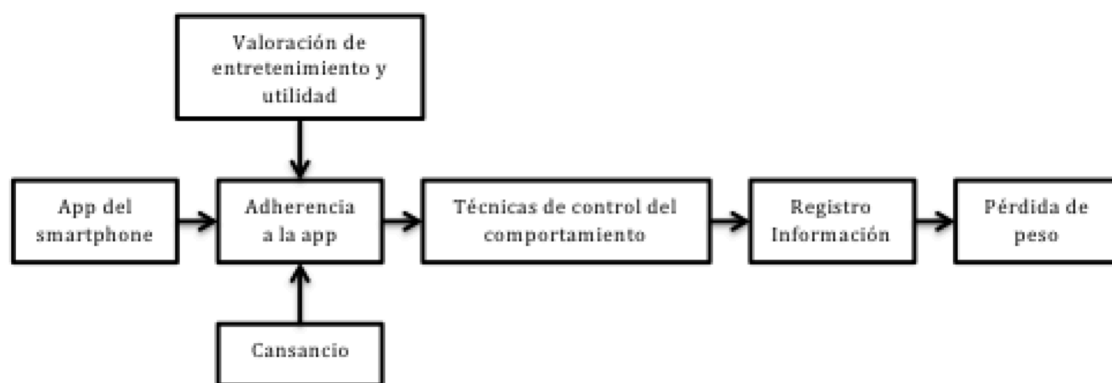 Valoración de
entretenimiento y
utilidad
App del
smartphone
Adherencia
a la app
Técnicas de control del
comportamiento
Registro
Información
Pérdida de
peso
Cansancio